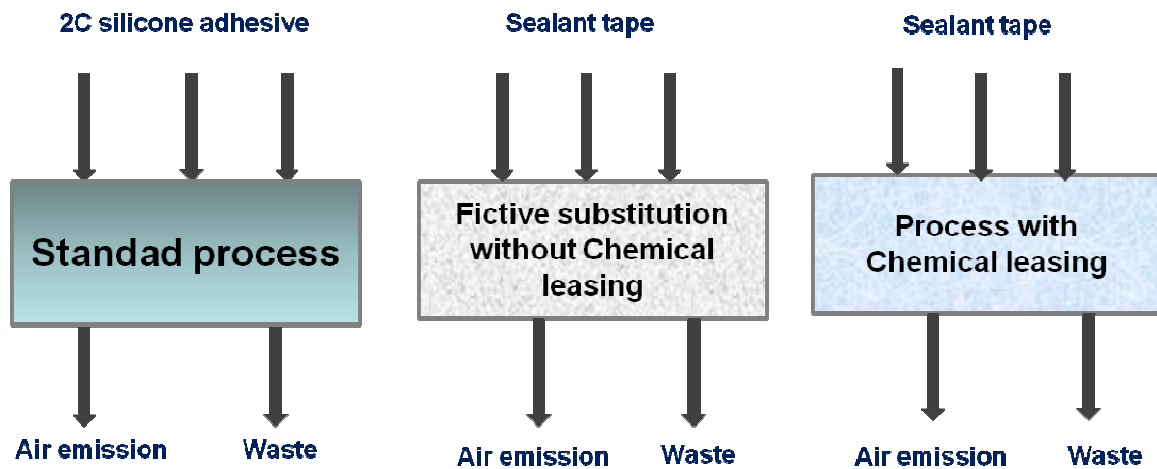 2C silicone adhesive
Sealant tape
Sealant tape
Standad process
Fictive substitution
without Chemical
leasing
Process with
Chemical leasing
Air emission
Waste
Air emission
Waste
Air emission
Waste